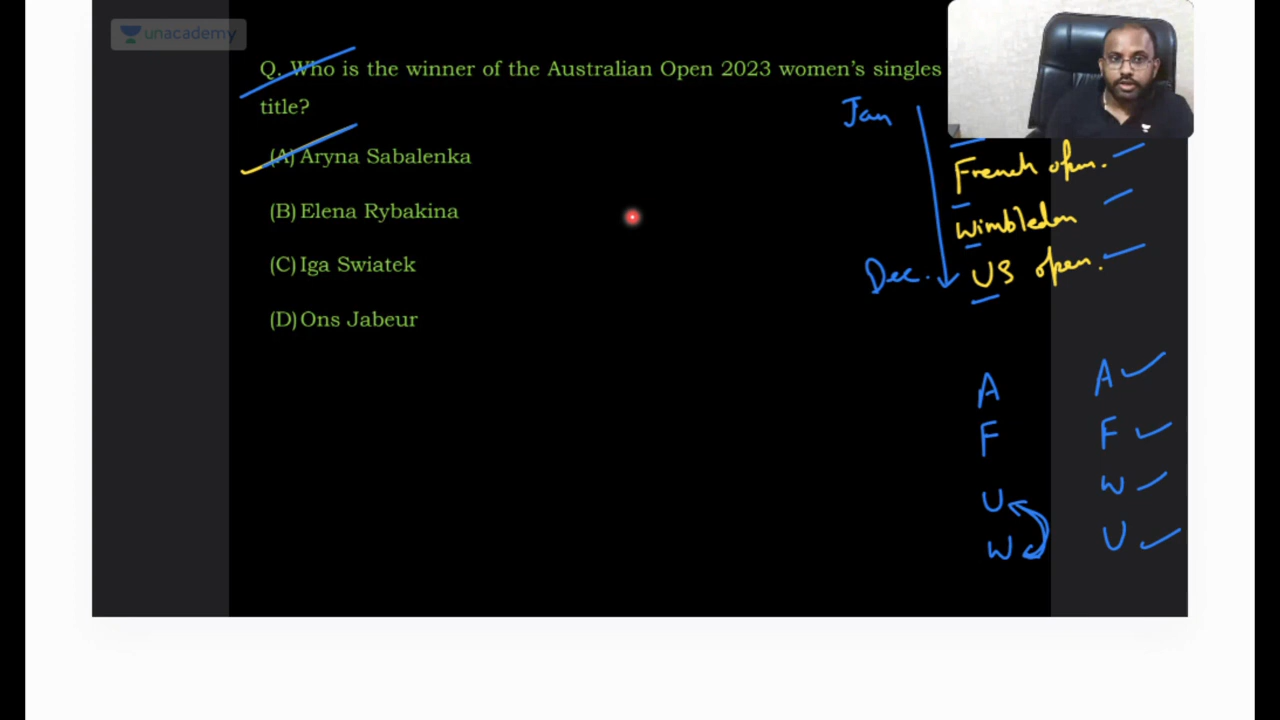 unacademy
Q. Who is the winner of the Australian Open 2023 women's singles
title?
(A) Aryna Sabalenka
(B) Elena Rybakina
(C) Iga Swiatek
(D) Ons Jabeur
Jan
French open.
Wimbledon
Dec.
US open.
A A
F F
U W
W U